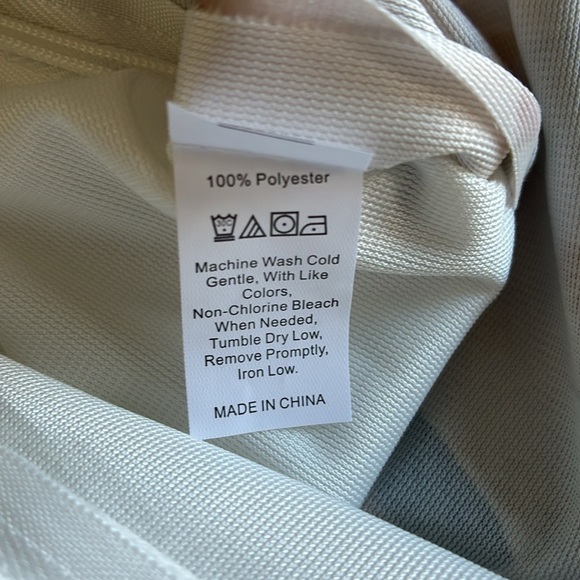 100% Polyester
Machine Wash Cold
Gentle, With Like
Colors,
Non-Chlorine Bleach
When Needed,
Tumble Dry Low,
Remove Promptly,
Iron Low.
MADE IN CHINA